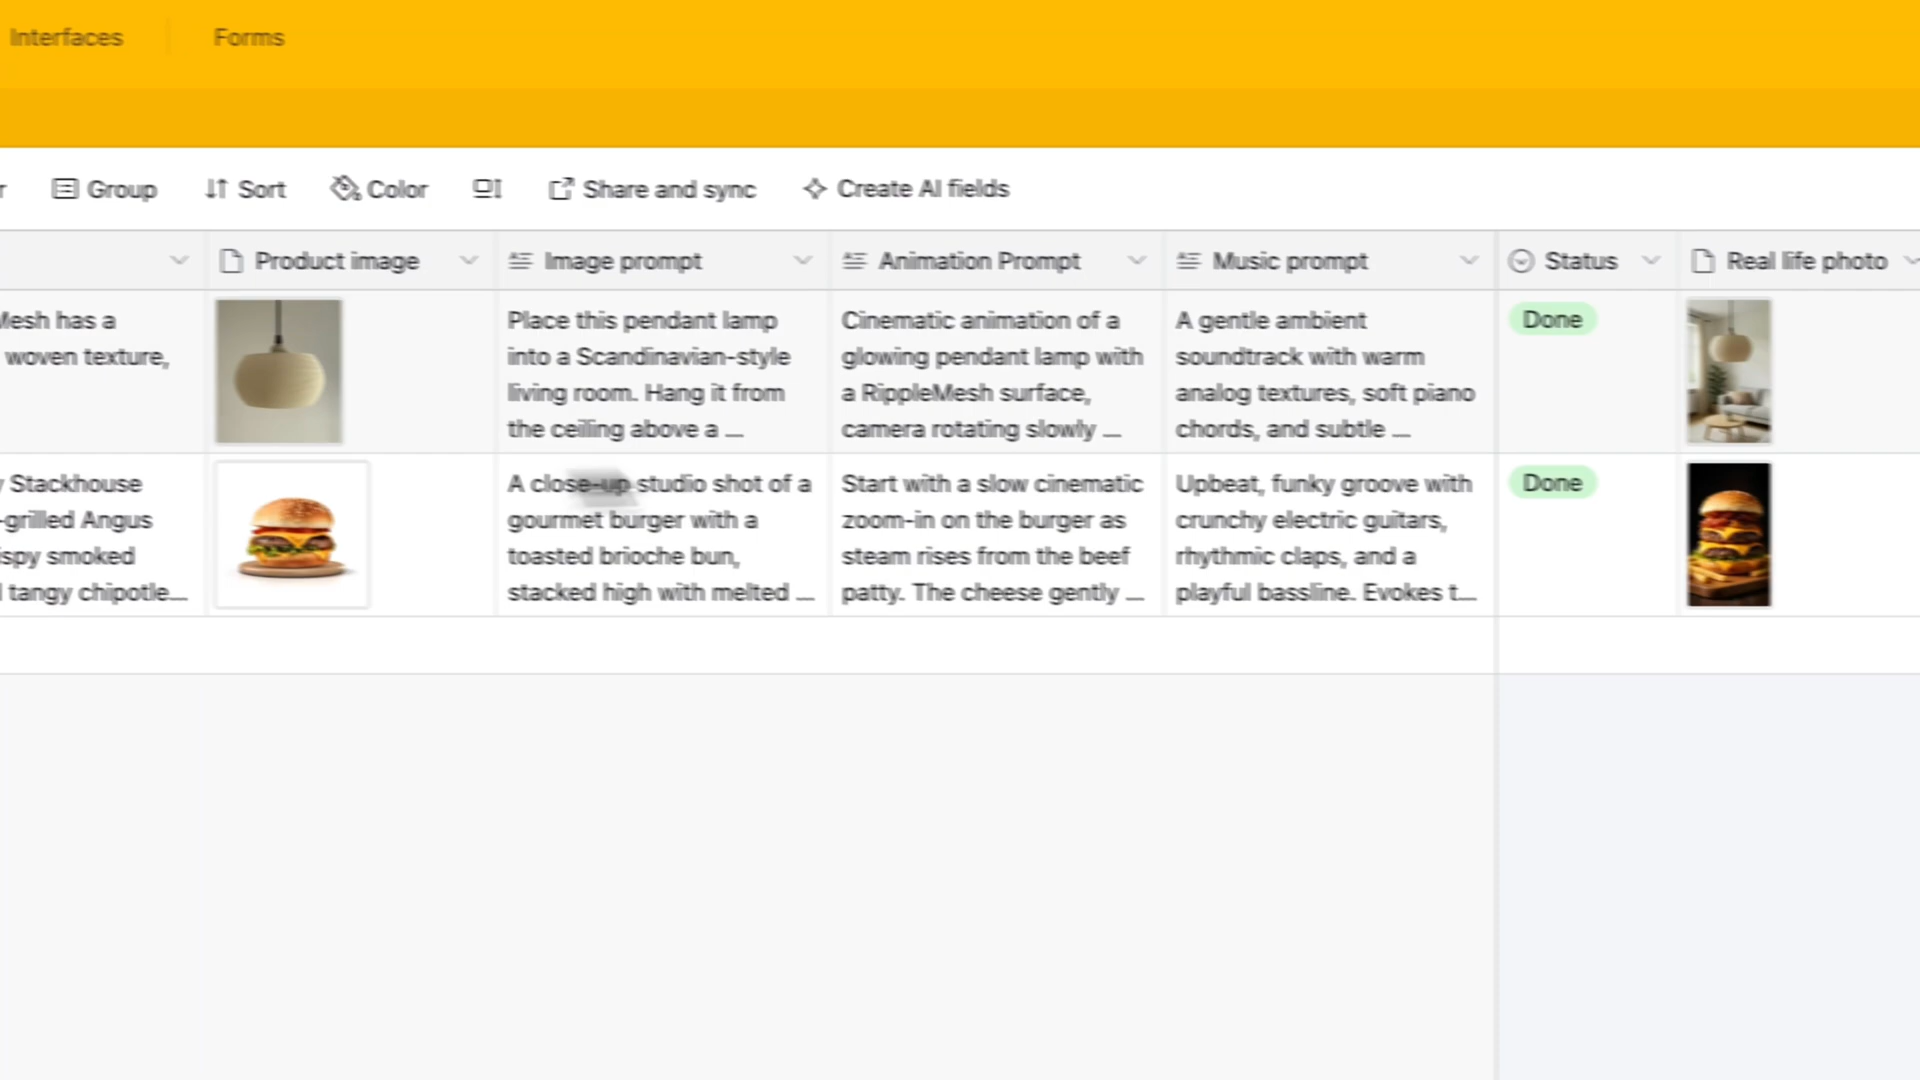 Interfaces
Forms
Group
Sort
Color
Share and sync
Create AI fields
Product image
Image prompt
Animation Prompt
Music prompt
Status
Real life photo
Mesh has a
woven texture,
Place this pendant lamp
into a Scandinavian-style
living room. Hang it from
the ceiling above a ...
Cinematic animation of a
glowing pendant lamp with
a RippleMesh surface,
camera rotating slowly ...
A gentle ambient
soundtrack with warm
analog textures, soft piano
chords, and subtle ...
Done
y Stackhouse
-grilled Angus
ispy smoked
tangy chipotle...
A close-up studio shot of a
gourmet burger with a
toasted brioche bun,
stacked high with melted ...
Start with a slow cinematic
zoom-in on the burger as
steam rises from the beef
patty. The cheese gently ...
Upbeat, funky groove with
crunchy electric guitars,
rhythmic claps, and a
playful bassline. Evokes t...
Done